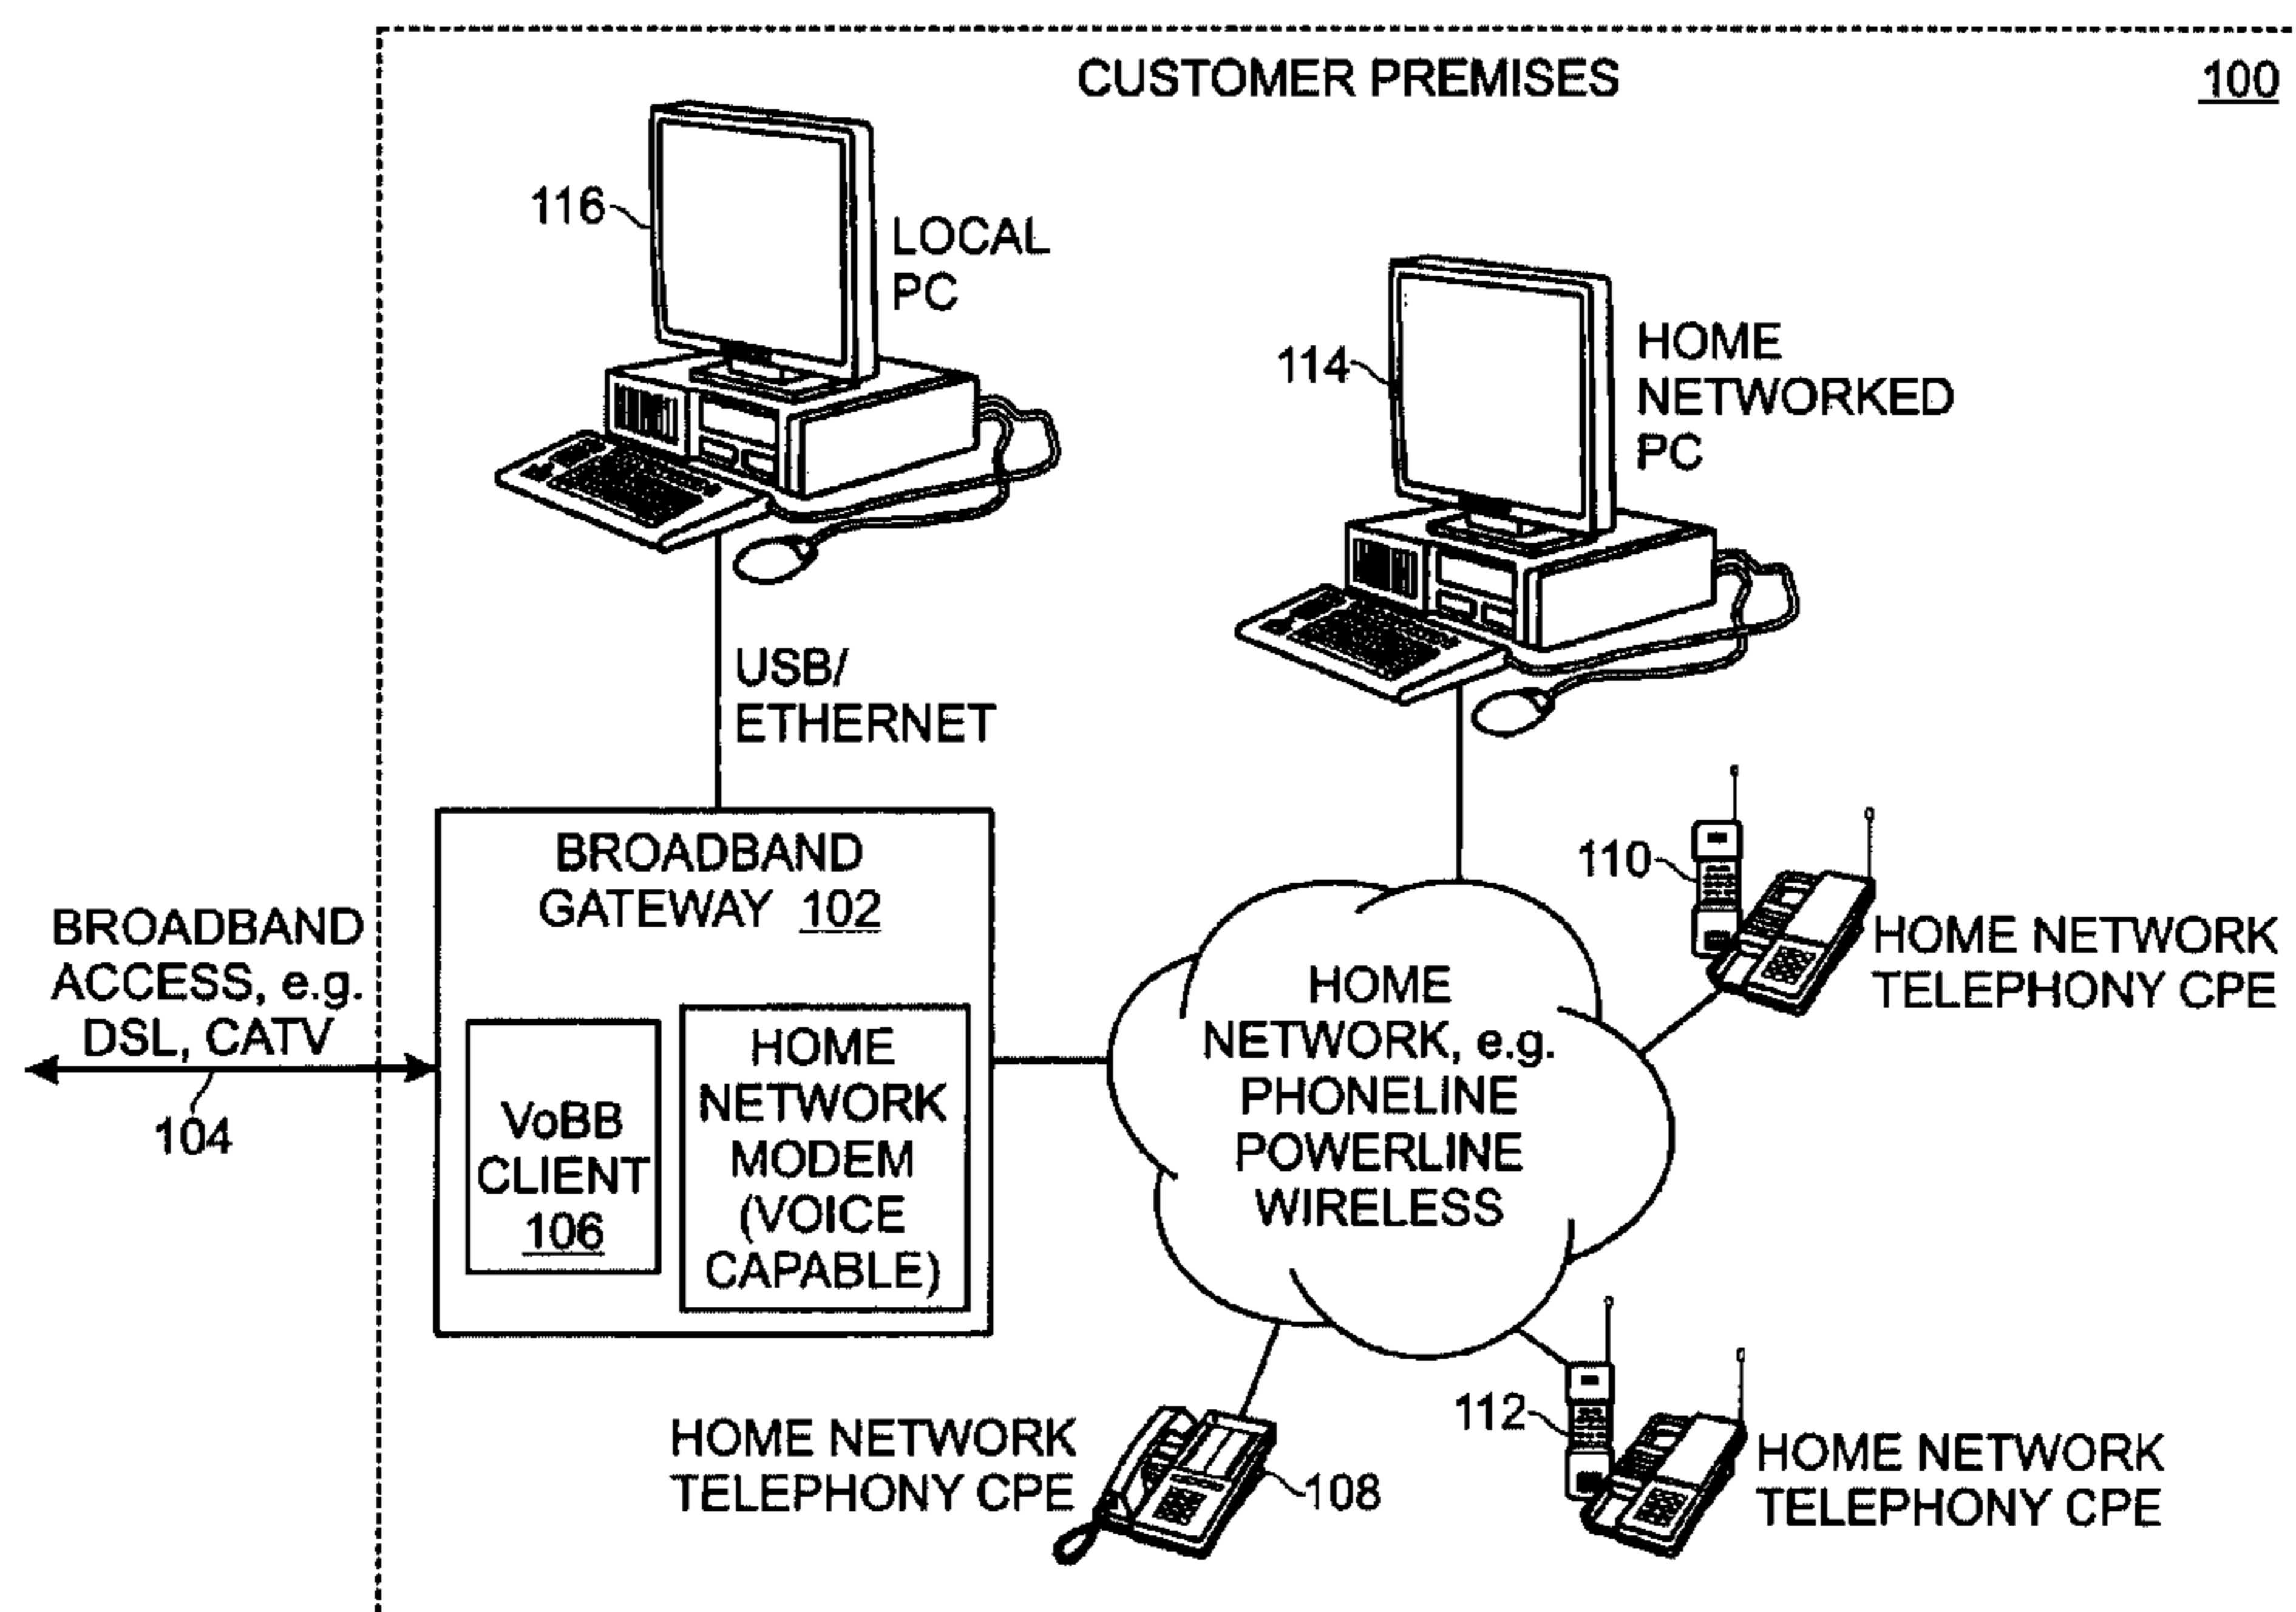 CUSTOMER PREMISES
100
116
LOCAL
PC
114
HOME
NETWORKED
PC
USB/
ETHERNET
BROADBAND
GATEWAY 102
BROADBAND
ACCESS, e.g.
DSL, CATV
104
VoBB
CLIENT
106
HOME
NETWORK
MODEM
(VOICE
CAPABLE)
HOME
NETWORK, e.g.
PHONELINE
POWERLINE
WIRELESS
110
HOME NETWORK
TELEPHONY CPE
HOME NETWORK
TELEPHONY CPE
108
112
HOME NETWORK
TELEPHONY CPE